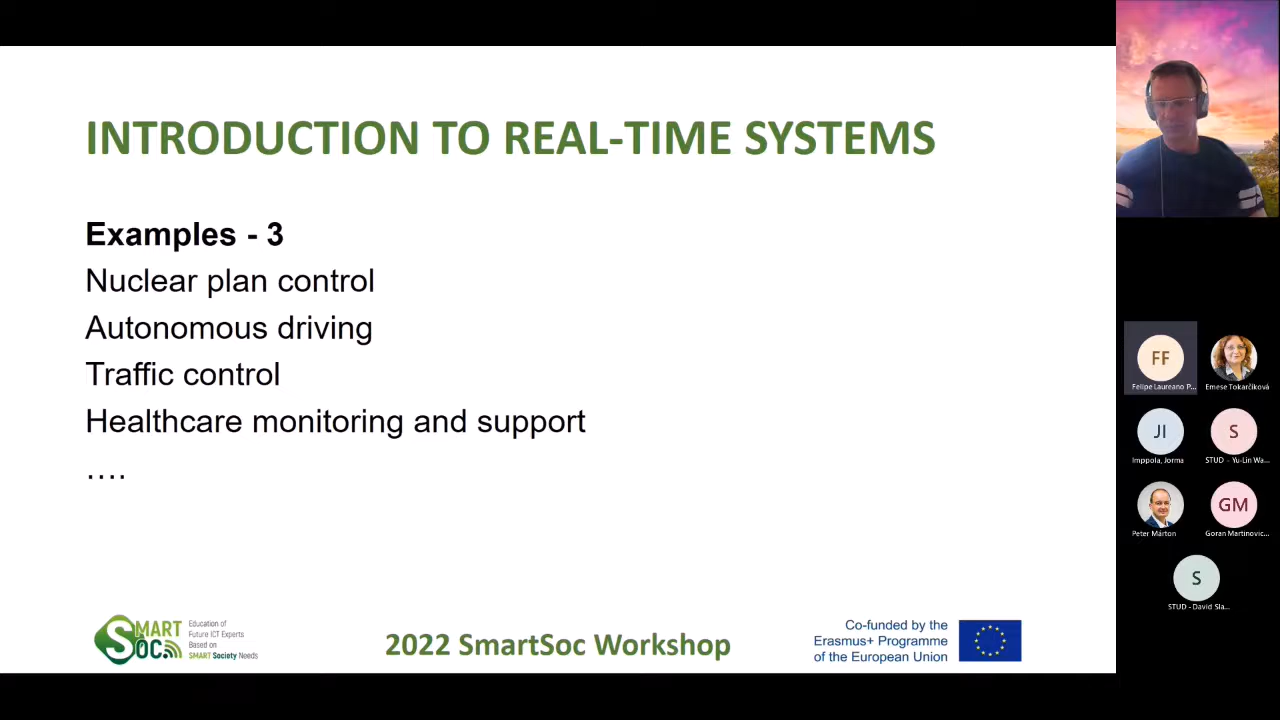 INTRODUCTION TO REAL-TIME SYSTEMS
Examples - 3
Nuclear plan control
Autonomous driving
Traffic control
Healthcare monitoring and support
....
SMART
SOC
Education of
Future ICT Experts
Based on
SMART Society Needs
2022 SmartSoc Workshop
Co-funded by the
Erasmus+ Programme
of the European Union
FF
Felipe Laureano P...
Emese Tokarčíková
JI
Imppola, Jorma
S
STUD - Yu-Lin Wa...
Peter Márton
GM
Goran Martinovic...
S
STUD - David Sla...